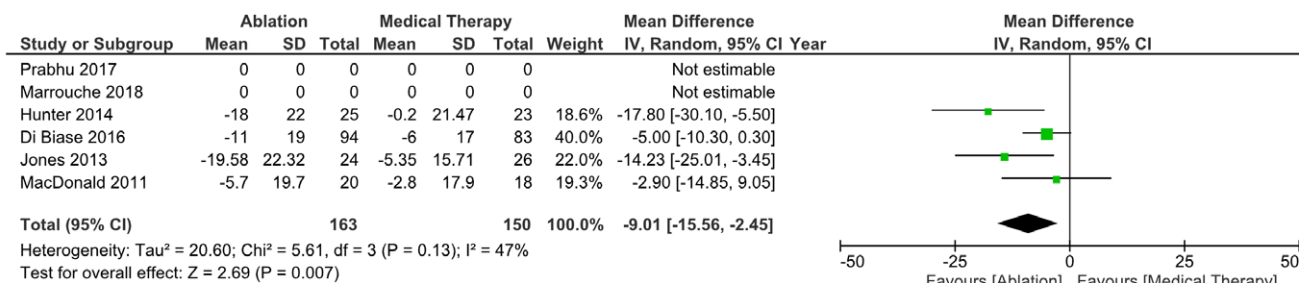 Ablation Medical Therapy Mean Difference Mean Difference
Study or Subgroup Mean SD Total Mean SD Total Weight IV, Random, 95% CI Year IV, Random, 95% CI
Prabhu 2017 0 0 0 0 0 0 Not estimable
Marrouche 2018 0 0 0 0 0 0 Not estimable
Hunter 2014 -18 22 25 -0.2 21.47 23 18.6% -17.80 [-30.10, -5.50]
Di Biase 2016 -11 19 94 -6 17 83 40.0% -5.00 [-10.30, 0.30]
Jones 2013 -19.58 22.32 24 -5.35 15.71 26 22.0% -14.23 [-25.01, -3.45]
MacDonald 2011 -5.7 19.7 20 -2.8 17.9 18 19.3% -2.90 [-14.85, 9.05]
Total (95% CI) 163 150 100.0% -9.01 [-15.56, -2.45]
Heterogeneity: Tau² = 20.60; Chi² = 5.61, df = 3 (P = 0.13); I² = 47%
Test for overall effect: Z = 2.69 (P = 0.007)
-50 -25 0 25 50
Favours [Ablation] Favours [Medical Therapy]